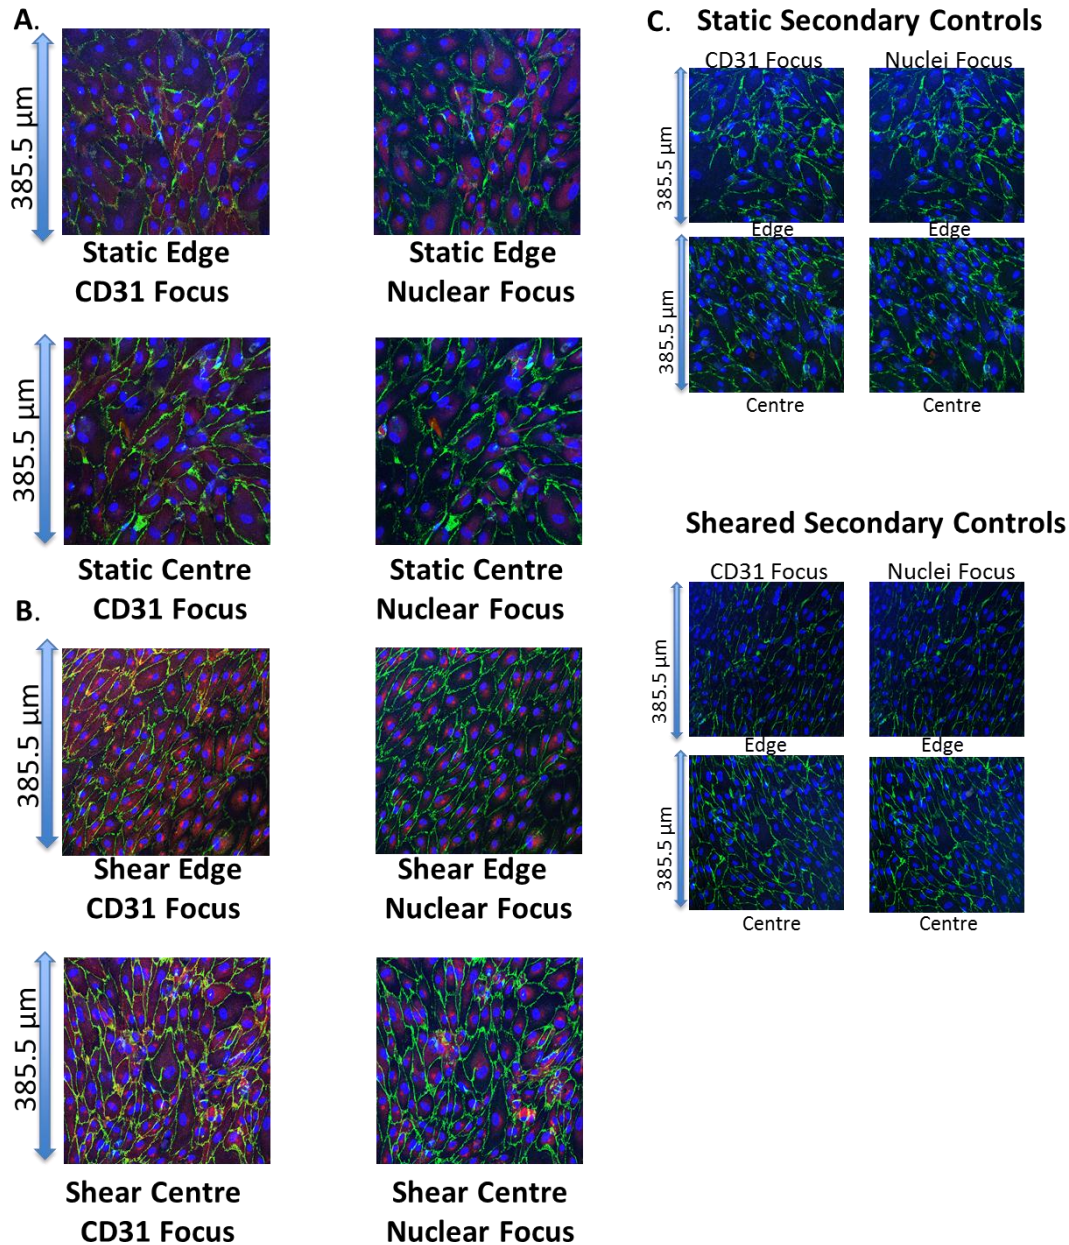 A.
385.5 µm
Static Edge
CD31 Focus
Static Edge
Nuclear Focus
385.5 µm
Static Centre
CD31 Focus
Static Centre
Nuclear Focus
B.
385.5 µm
Shear Edge
CD31 Focus
Shear Edge
Nuclear Focus
385.5 µm
Shear Centre
CD31 Focus
Shear Centre
Nuclear Focus
C. Static Secondary Controls
CD31 Focus
Nuclei Focus
385.5 µm
Edge
Edge
385.5 µm
Centre
Centre
Sheared Secondary Controls
CD31 Focus
Nuclei Focus
385.5 µm
Edge
Edge
385.5 µm
Centre
Centre